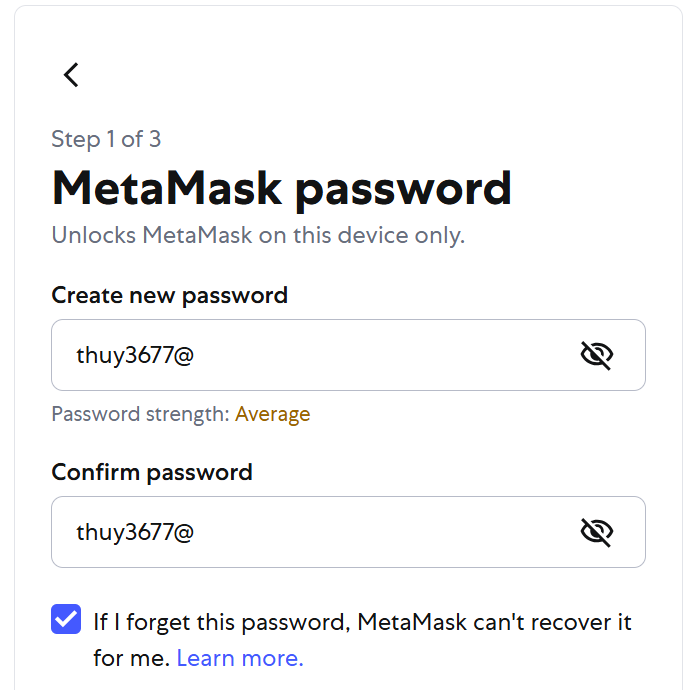 Step 1 of 3
MetaMask password
Unlocks MetaMask on this device only.
Create new password
thuy3677@
Password strength: Average
Confirm password
thuy3677@
If I forget this password, MetaMask can't recover it
for me. Learn more.